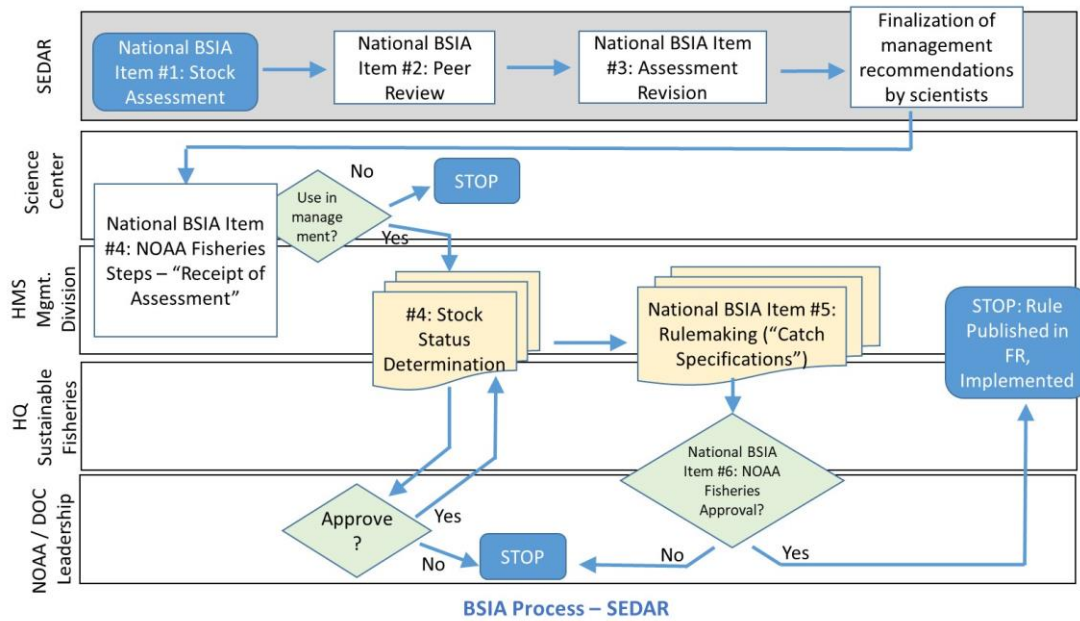 SEDAR
National BSIA
Item #1: Stock
Assessment
National BSIA
Item #2: Peer
Review
National BSIA Item
#3: Assessment
Revision
Finalization of
management
recommendations
by scientists
Science
Center
National BSIA Item
#4: NOAA Fisheries
Steps – “Receipt of
Assessment”
Use in
manage
ment?
No
STOP
Yes
HMS
Mgmt.
Division
#4: Stock
Status
Determination
National BSIA Item #5:
Rulemaking (“Catch
Specifications”)
STOP: Rule
Published in
FR,
Implemented
HQ
Sustainable
Fisheries
National BSIA
Item #6: NOAA
Fisheries
Approval?
NOAA / DOC
Leadership
Approve
?
Yes
No
STOP
No
Yes
BSIA Process – SEDAR